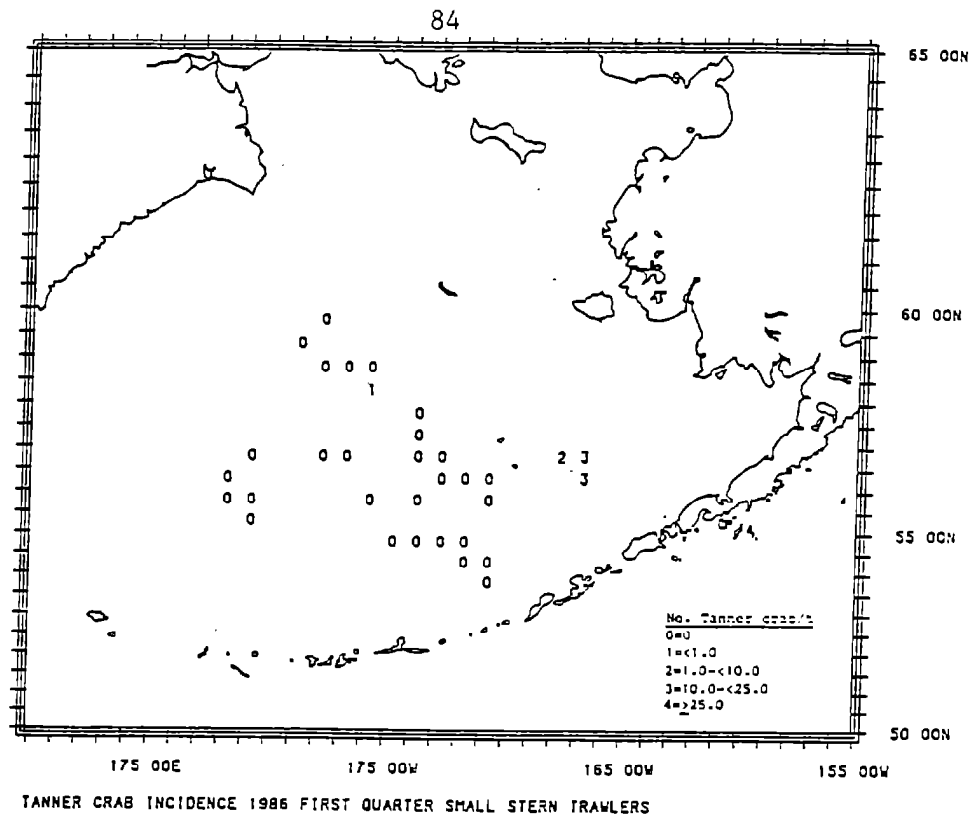 84
65 00N
60 00N
0
0
0 0 0
1
0
0
0 0 0 0 0 2 3
0 0 0 0 3
0 0 0 0 0
0
0 0 0 0
55 00N
0 0
0
No. Tanner crab/t
0=0
1=<1.0
2=1.0-<10.0
3=10.0-<25.0
4=≥25.0
50 00N
175 00E 175 00W 165 00W 155 00W
TANNER CRAB INCIDENCE 1986 FIRST QUARTER SMALL STERN TRAWLERS